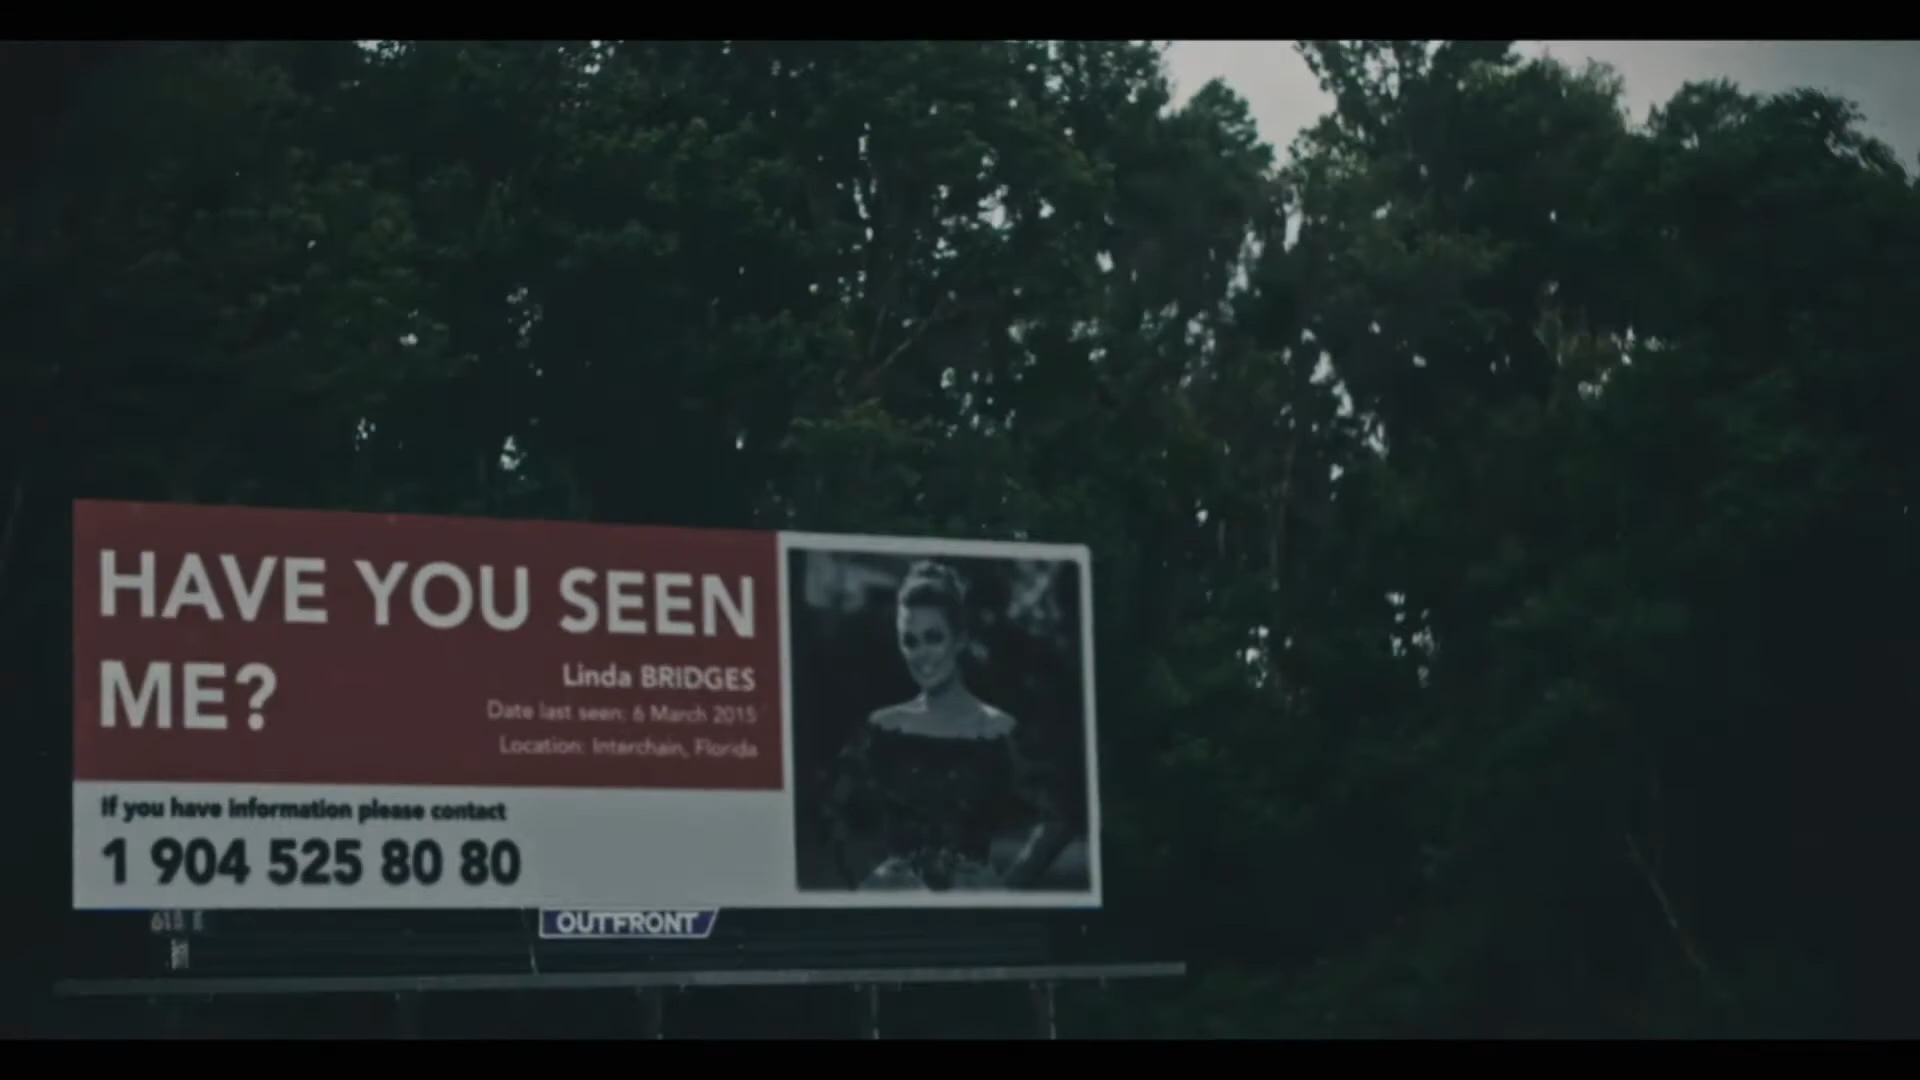 HAVE YOU SEEN
ME?
Linda BRIDGES
Date last seen: 6 March 2015
Location: Interchain, Florida
If you have information please contact
1 904 525 80 80
OUTFRONT